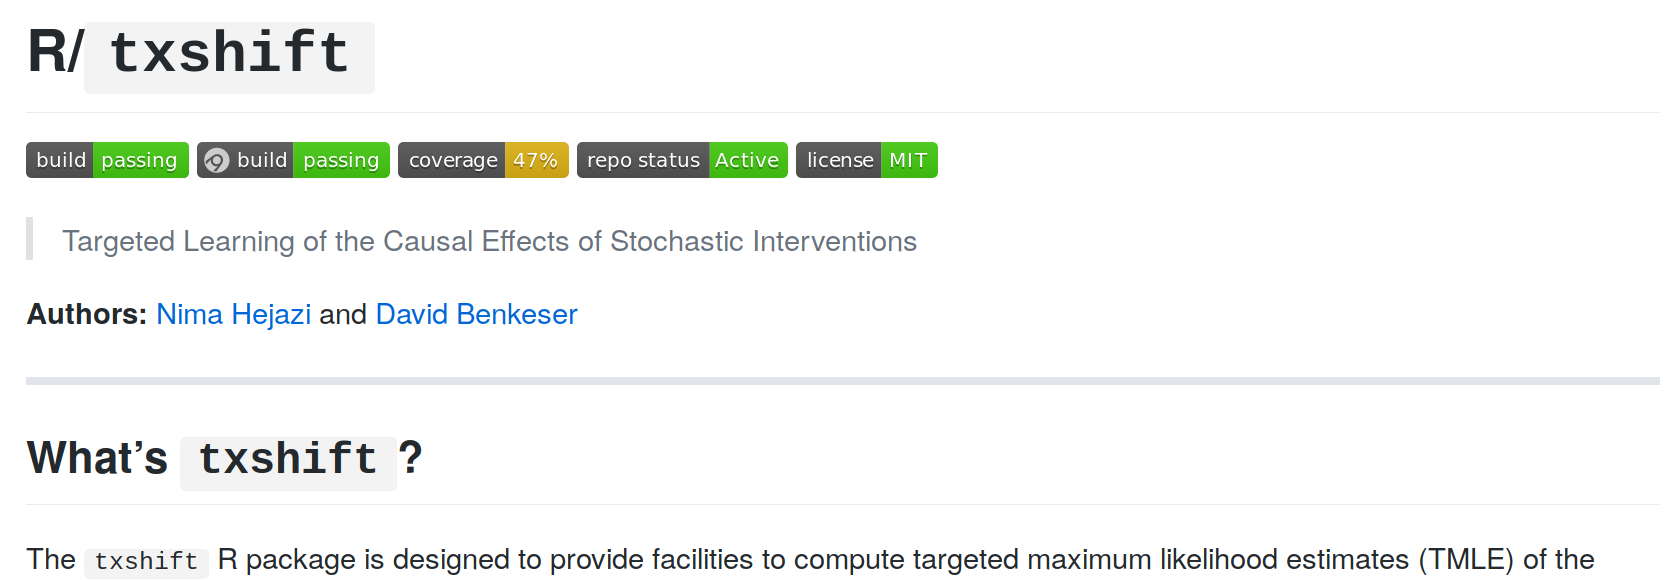 R/txshift
build passing build passing coverage 47% repo status Active license MIT
Targeted Learning of the Causal Effects of Stochastic Interventions
Authors: Nima Hejazi and David Benkeser
What’s txshift?
The txshift R package is designed to provide facilities to compute targeted maximum likelihood estimates (TMLE) of the